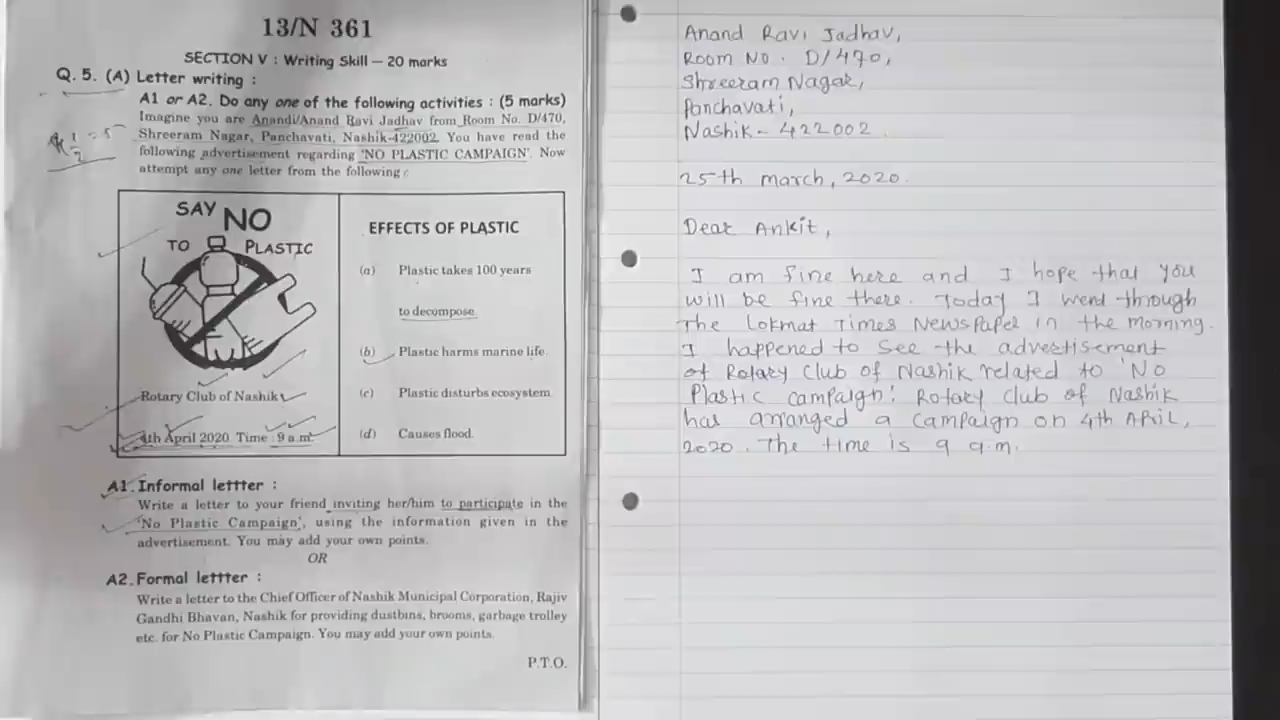 13/N 361
SECTION V : Writing Skill – 20 marks
Q. 5. (A) Letter writing :
A1 or A2. Do any one of the following activities : (5 marks)
Imagine you are Anandi/Anand Ravi Jadhav from Room No. D/470,
Shreeram Nagar, Panchavati, Nashik-422002. You have read the
following advertisement regarding 'NO PLASTIC CAMPAIGN'. Now
attempt any one letter from the following :
SAY NO
TO PLASTIC
Rotary Club of Nashik
4th April 2020 Time : 9 a.m.
EFFECTS OF PLASTIC
(a) Plastic takes 100 years
to decompose.
(b) Plastic harms marine life.
(c) Plastic disturbs ecosystem.
(d) Causes flood.
A1. Informal lettter :
Write a letter to your friend inviting her/him to participate in the
'No Plastic Campaign', using the information given in the
advertisement. You may add your own points.
OR
A2. Formal lettter :
Write a letter to the Chief Officer of Nashik Municipal Corporation, Rajiv
Gandhi Bhavan, Nashik for providing dustbins, brooms, garbage trolley
etc. for No Plastic Campaign. You may add your own points.
P.T.O.
Anand Ravi Jadhav,
Room No. D/470,
Shreeram Nagar,
Panchavati,
Nashik - 422002.
25th march, 2020.
Dear Ankit,
I am fine here and I hope that you
will be fine there. Today I went through
The Lokmat Times Newspaper in the morning.
I happened to see the advertisement
of Rotary Club of Nashik related to 'No
Plastic campaign.' Rotary Club of Nashik
has arranged a campaign on 4th April,
2020. The time is 9 a.m.